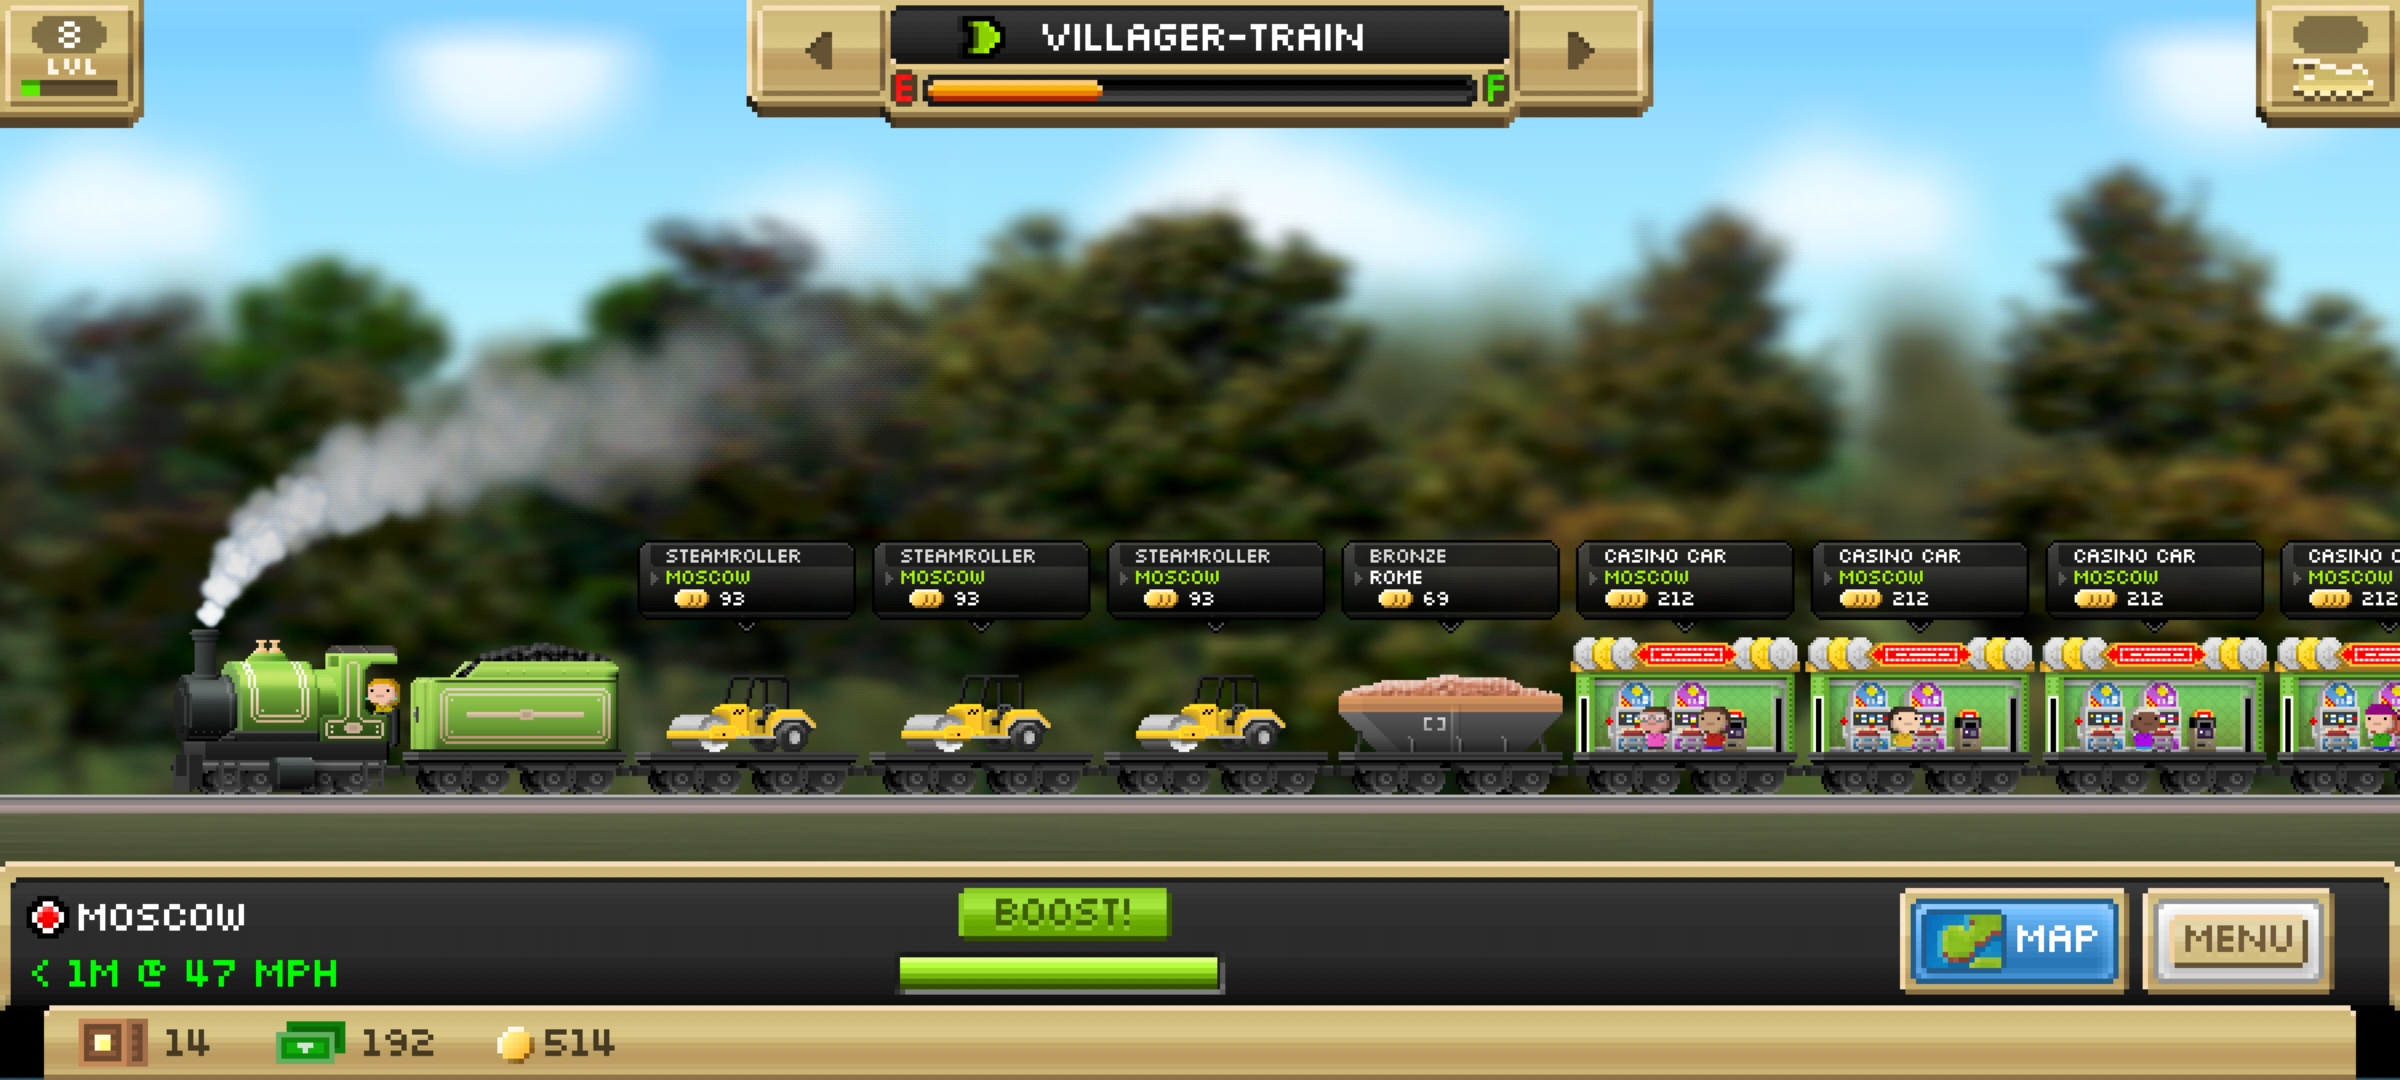 8
LVL
VILLAGER-TRAIN
E F
STEAMROLLER
MOSCOW
93
STEAMROLLER
MOSCOW
93
STEAMROLLER
MOSCOW
93
BRONZE
ROME
69
CASINO CAR
MOSCOW
212
CASINO CAR
MOSCOW
212
CASINO CAR
MOSCOW
212
CASINO
MOSCOW
212
MOSCOW
< 1M @ 47 MPH
BOOST!
MAP
MENU
14
192
514